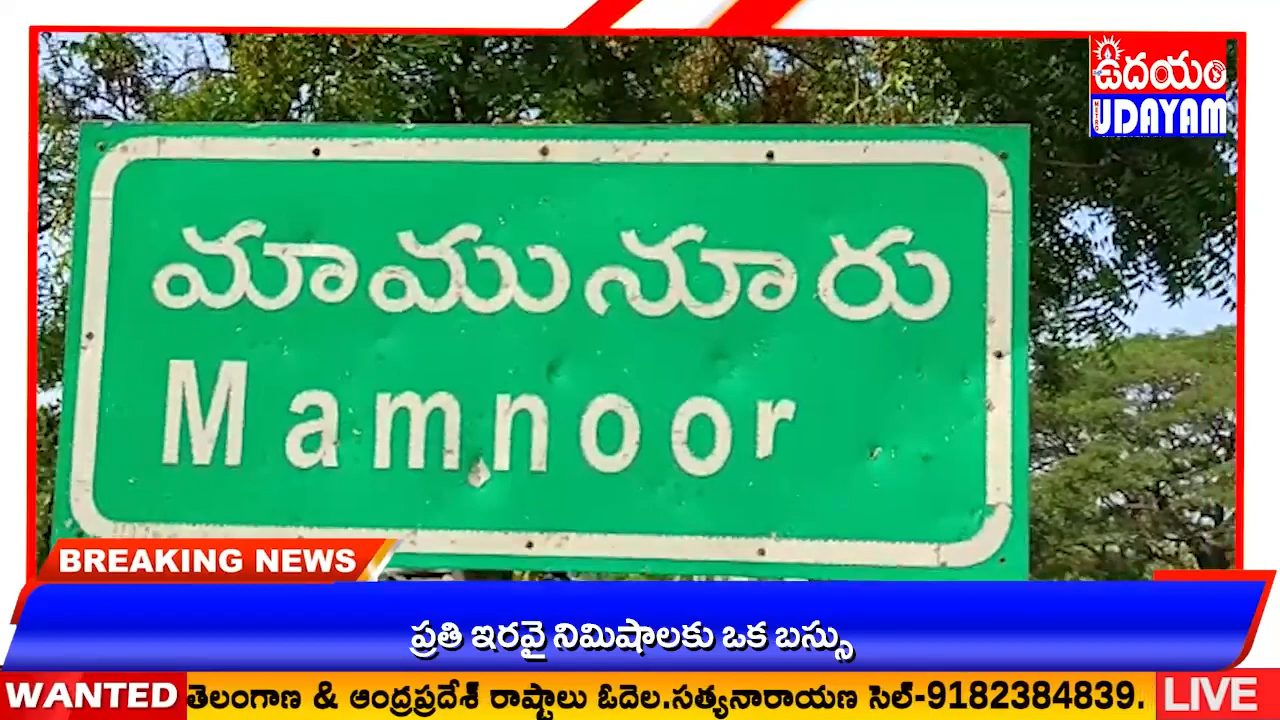 ఉదయం
METRO
UDAYAM
మామునూరు
Mamnoor
BREAKING NEWS
ప్రతి ఇరవై నిమిషాలకు ఒక బస్సు
WANTED
తెలంగాణ & ఆంద్రప్రదేశ్ రాష్టాలు ఓదెల.సత్యనారాయణ సెల్-9182384839.
LIVE